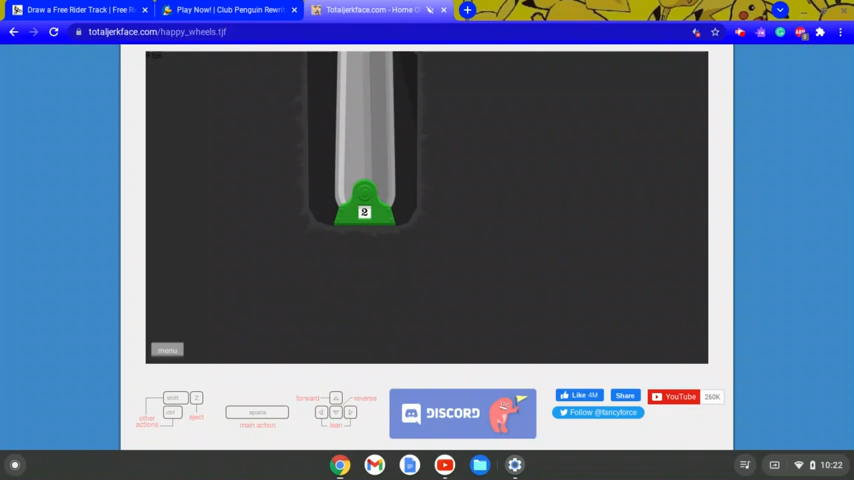 Draw a Free Rider Track | Free Ri
Play Now! | Club Penguin Rewri
Totaljerkface.com - Home O
totaljerkface.com/happy_wheels.tjf
2
menu
shift
Z
ctrl
eject
other
actions
space
main action
forward
reverse
lean
DISCORD
Like 4M
Share
YouTube
260K
Follow @fancyforce
10:22